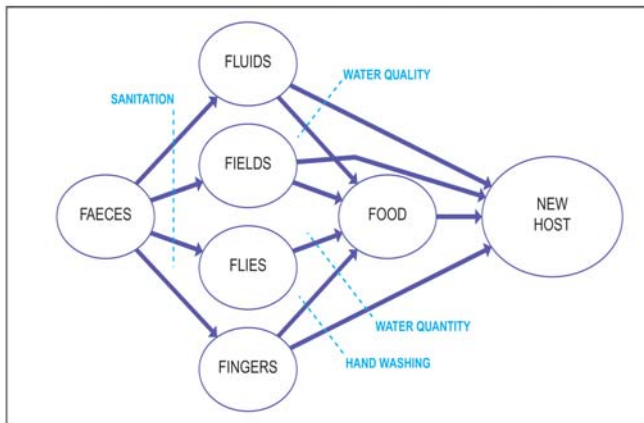 FLUIDS
WATER QUALITY
SANITATION
FIELDS
FAECES
FOOD
NEW
HOST
FLIES
WATER QUANTITY
HAND WASHING
FINGERS